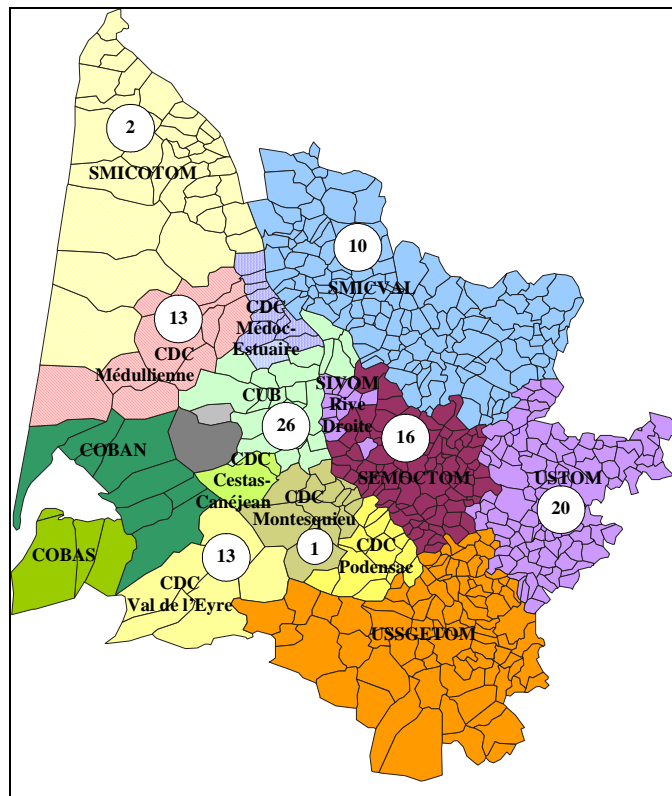 2
SMICOTOM
10
SMICVAL
13
CDC
Médullienne
CDC
Médoc-
Estuaire
CUB
26
SIVOM
Rive
Droite
16
SEMOCTOM
COBAN
CDC
Cestas-
Canéjean
USTOM
20
CDC
Montesquieu
1
COBAS
13
CDC
Val de l'Eyre
CDC
Podensac
USSGETOM